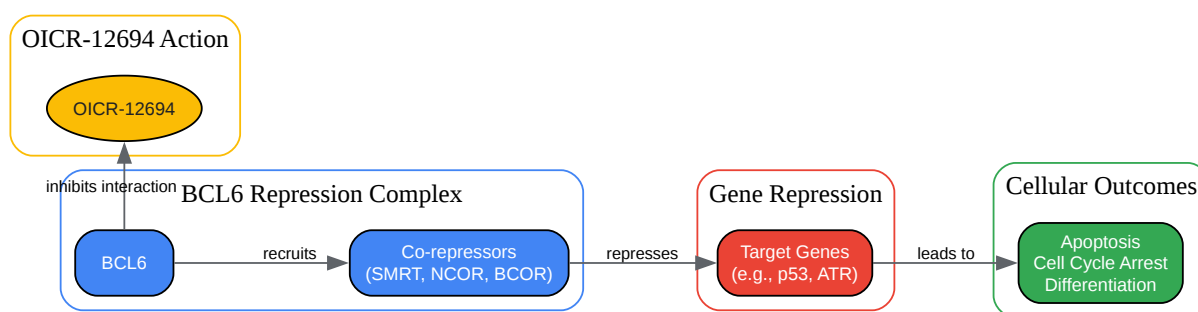 OICR-12694 Action
OICR-12694
inhibits interaction
BCL6 Repression Complex
BCL6
recruits
Co-repressors
(SMRT, NCOR, BCOR)
represses
Gene Repression
Target Genes
(e.g., p53, ATR)
leads to
Cellular Outcomes
Apoptosis
Cell Cycle Arrest
Differentiation